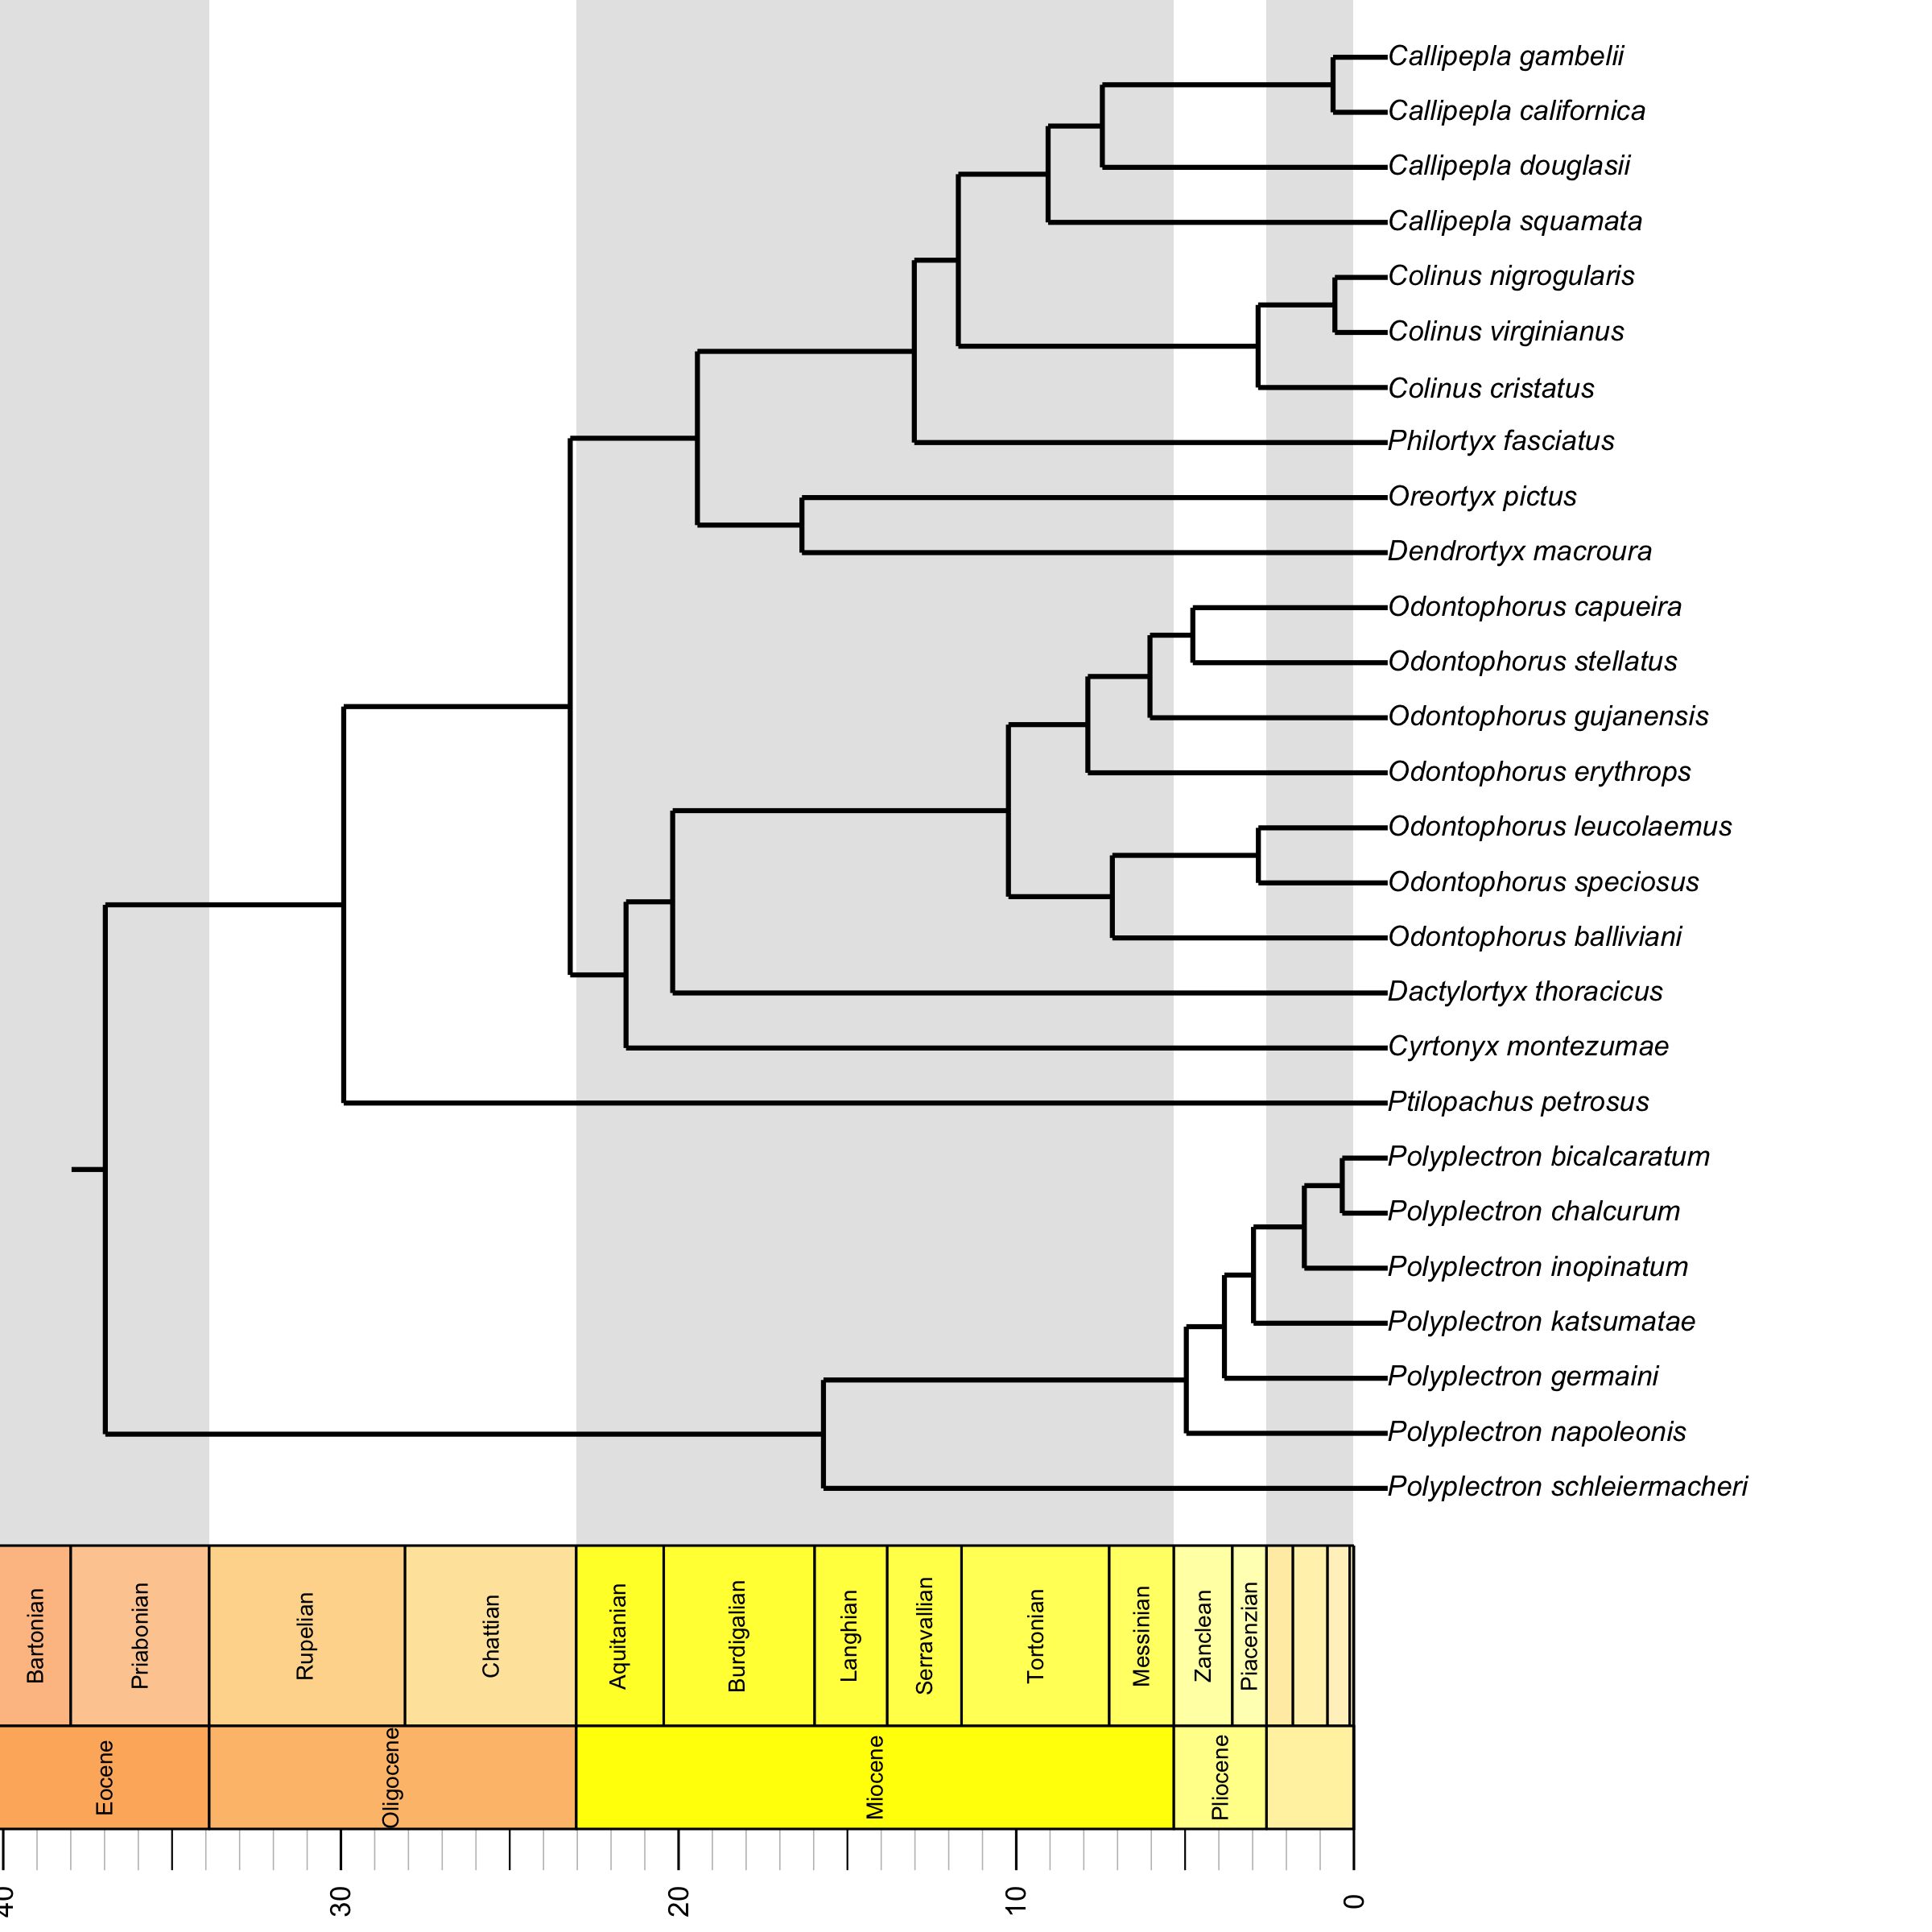 Callipepla gambelii
Callipepla californica
Callipepla douglasii
Callipepla squamata
Colinus nigrogularis
Colinus virginianus
Colinus cristatus
Philortyx fasciatus
Oreortyx pictus
Dendrortyx macroura
Odontophorus capueira
Odontophorus stellatus
Odontophorus gujanensis
Odontophorus erythrops
Odontophorus leucolaemus
Odontophorus speciosus
Odontophorus balliviani
Dactylortyx thoracicus
Cyrtonyx montezumae
Ptilopachus petrosus
Polyplectron bicalcaratum
Polyplectron chalcurum
Polyplectron inopinatum
Polyplectron katsumatae
Polyplectron germaini
Polyplectron napoleonis
Polyplectron schleiermacheri
Bartonian
Priabonian
Rupelian
Chattian
Aquitanian
Burdigalian
Langhian
Serravallian
Tortonian
Messinian
Zanclean
Piacenzian
Eocene
Oligocene
Miocene
Pliocene
40
30
20
10
0